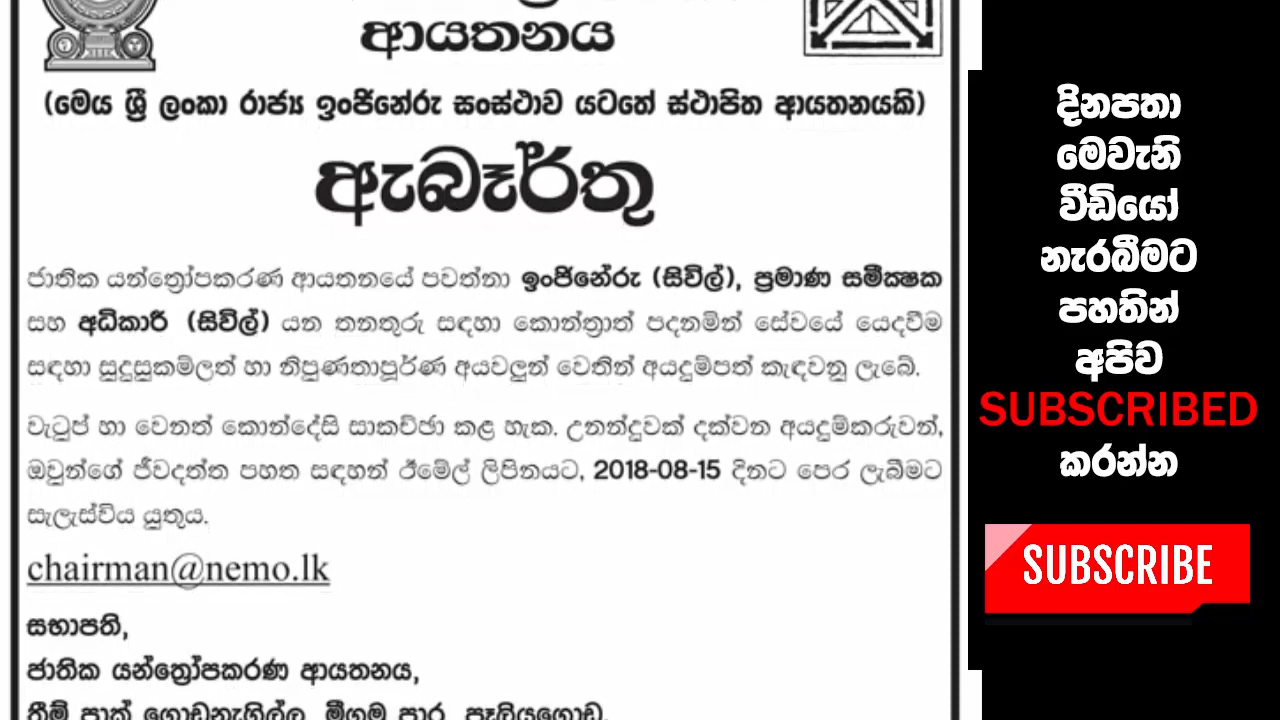 ආයතනය
(මෙය ශ්‍රී ලංකා රාජ්‍ය ඉංජිනේරු සංස්ථාව යටතේ ස්ථාපිත ආයතනයකි)
ඇබෑර්තු
ජාතික යන්ත්‍රෝපකරණ ආයතනයේ පවත්නා ඉංජිනේරු (සිවිල්), ප්‍රමාණ සමීක්‍ෂක
සහ අධිකාරී (සිවිල්) යන තනතුරු සඳහා කොන්ත්‍රාත් පදනමින් සේවයේ යෙදවීම
සඳහා සුදුසුකම්ලත් හා නිපුණතාපූර්ණ අයවලුන් වෙතින් අයදුම්පත් කැඳවනු ලැබේ.
වැටුප් හා වෙනත් කොන්දේසි සාකච්ඡා කළ හැක. උනන්දුවක් දක්වන අයදුම්කරුවන්,
ඔවුන්ගේ ජීවදත්ත පහත සඳහන් ඊමේල් ලිපිනයට, 2018-08-15 දිනට පෙර ලැබීමට
සැලැස්විය යුතුය.
chairman@nemo.lk
සභාපති,
ජාතික යන්ත්‍රෝපකරණ ආයතනය,
තීම් පාක් ගොඩනැගිල්ල, මීගමු පාර, පෑලියගොඩ.
දිනපතා
මෙවැනි
වීඩියෝ
නැරබීමට
පහතින්
අපිව
SUBSCRIBED
කරන්න
SUBSCRIBE